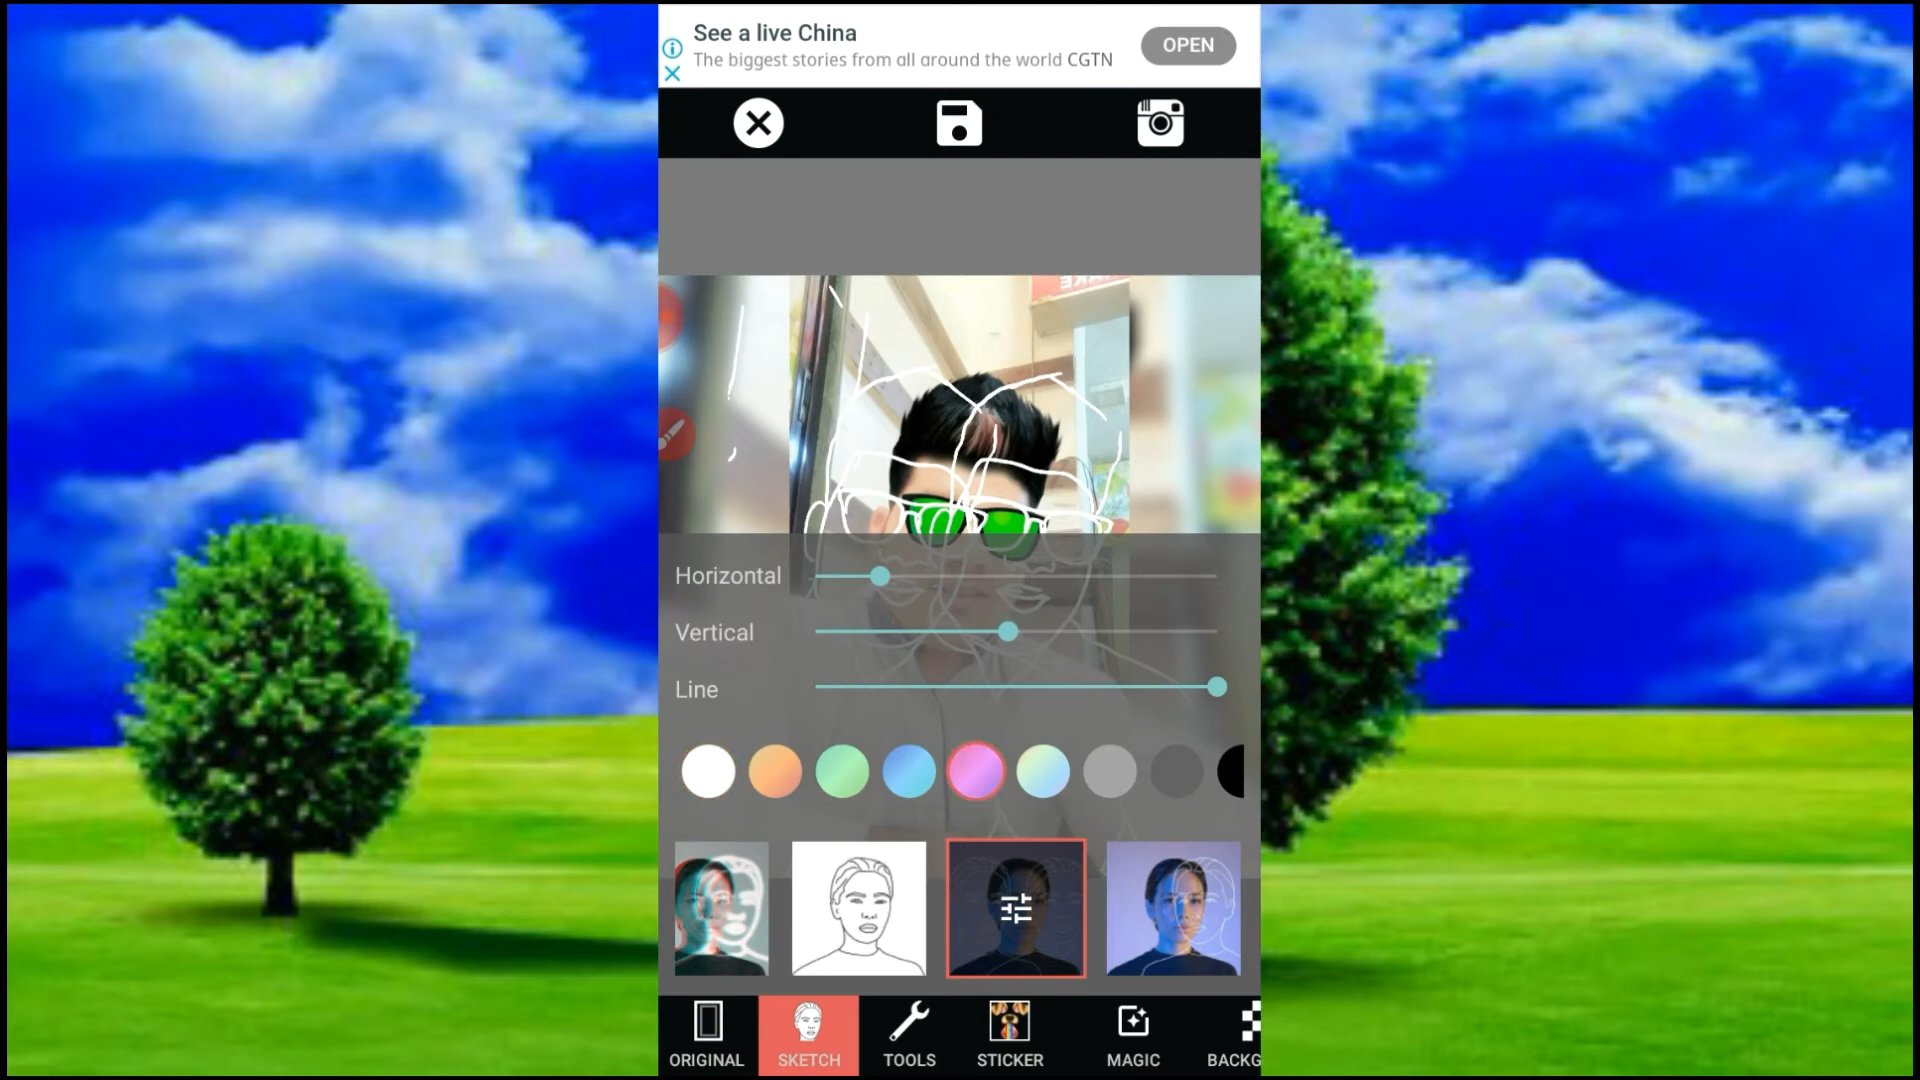 See a live China
The biggest stories from all around the world CGTN
OPEN
Horizontal
Vertical
Line
ORIGINAL
SKETCH
TOOLS
STICKER
MAGIC
BACKG